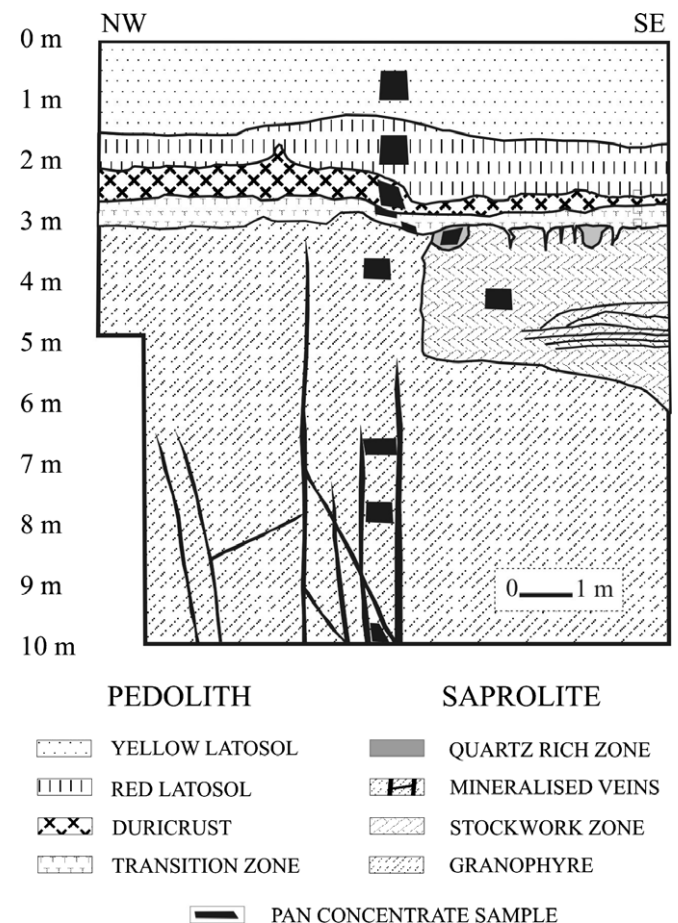 NW SE
0 m
1 m
2 m
3 m
4 m
5 m
6 m
7 m
8 m
9 m
10 m
0 1 m
PEDOLITH SAPROLITE
YELLOW LATOSOL QUARTZ RICH ZONE
RED LATOSOL MINERALISED VEINS
DURICRUST STOCKWORK ZONE
TRANSITION ZONE GRANOPHYRE
PAN CONCENTRATE SAMPLE